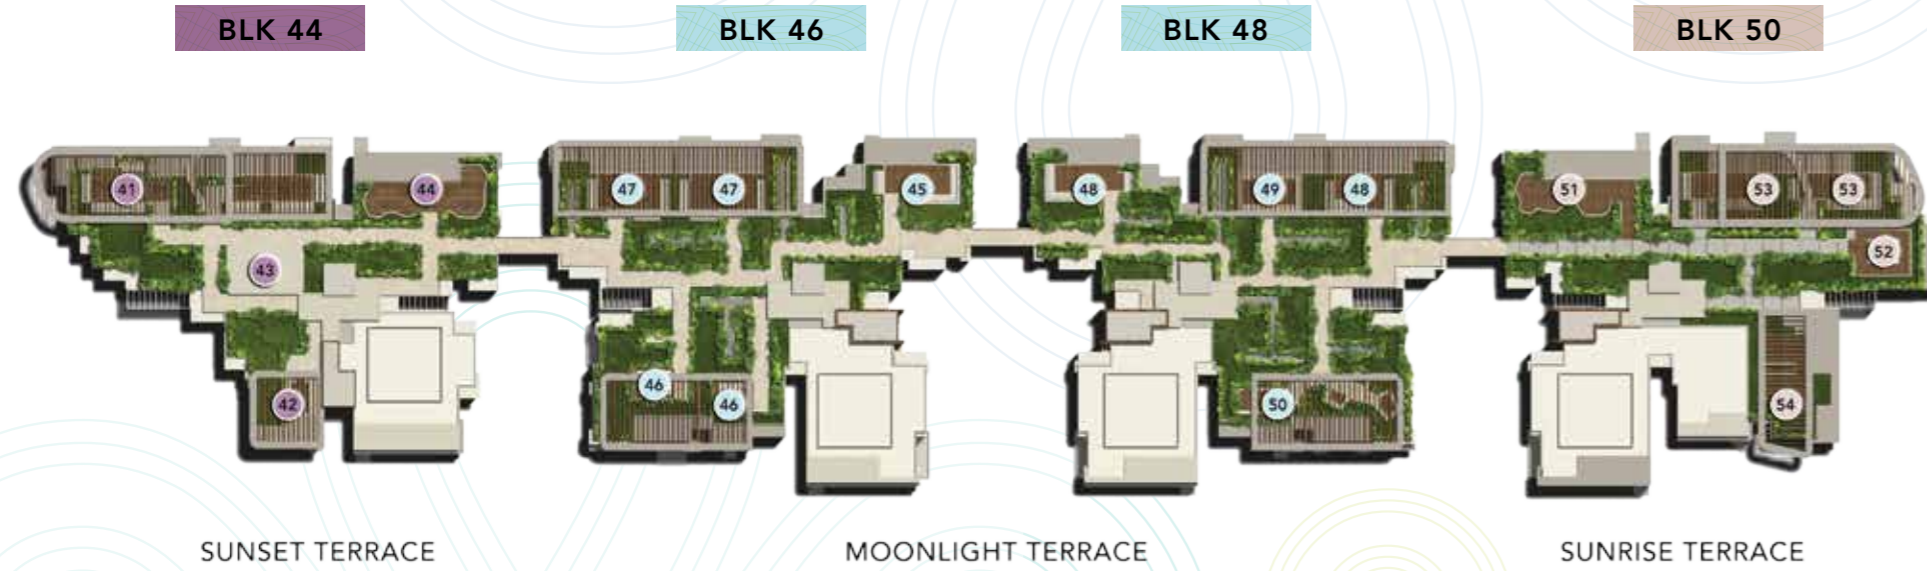 BLK 44 BLK 46 BLK 48 BLK 50
41 44 47 47 45 48 49 48 51 53 53
43 52
46 46 42 50 54
SUNSET TERRACE MOONLIGHT TERRACE SUNRISE TERRACE